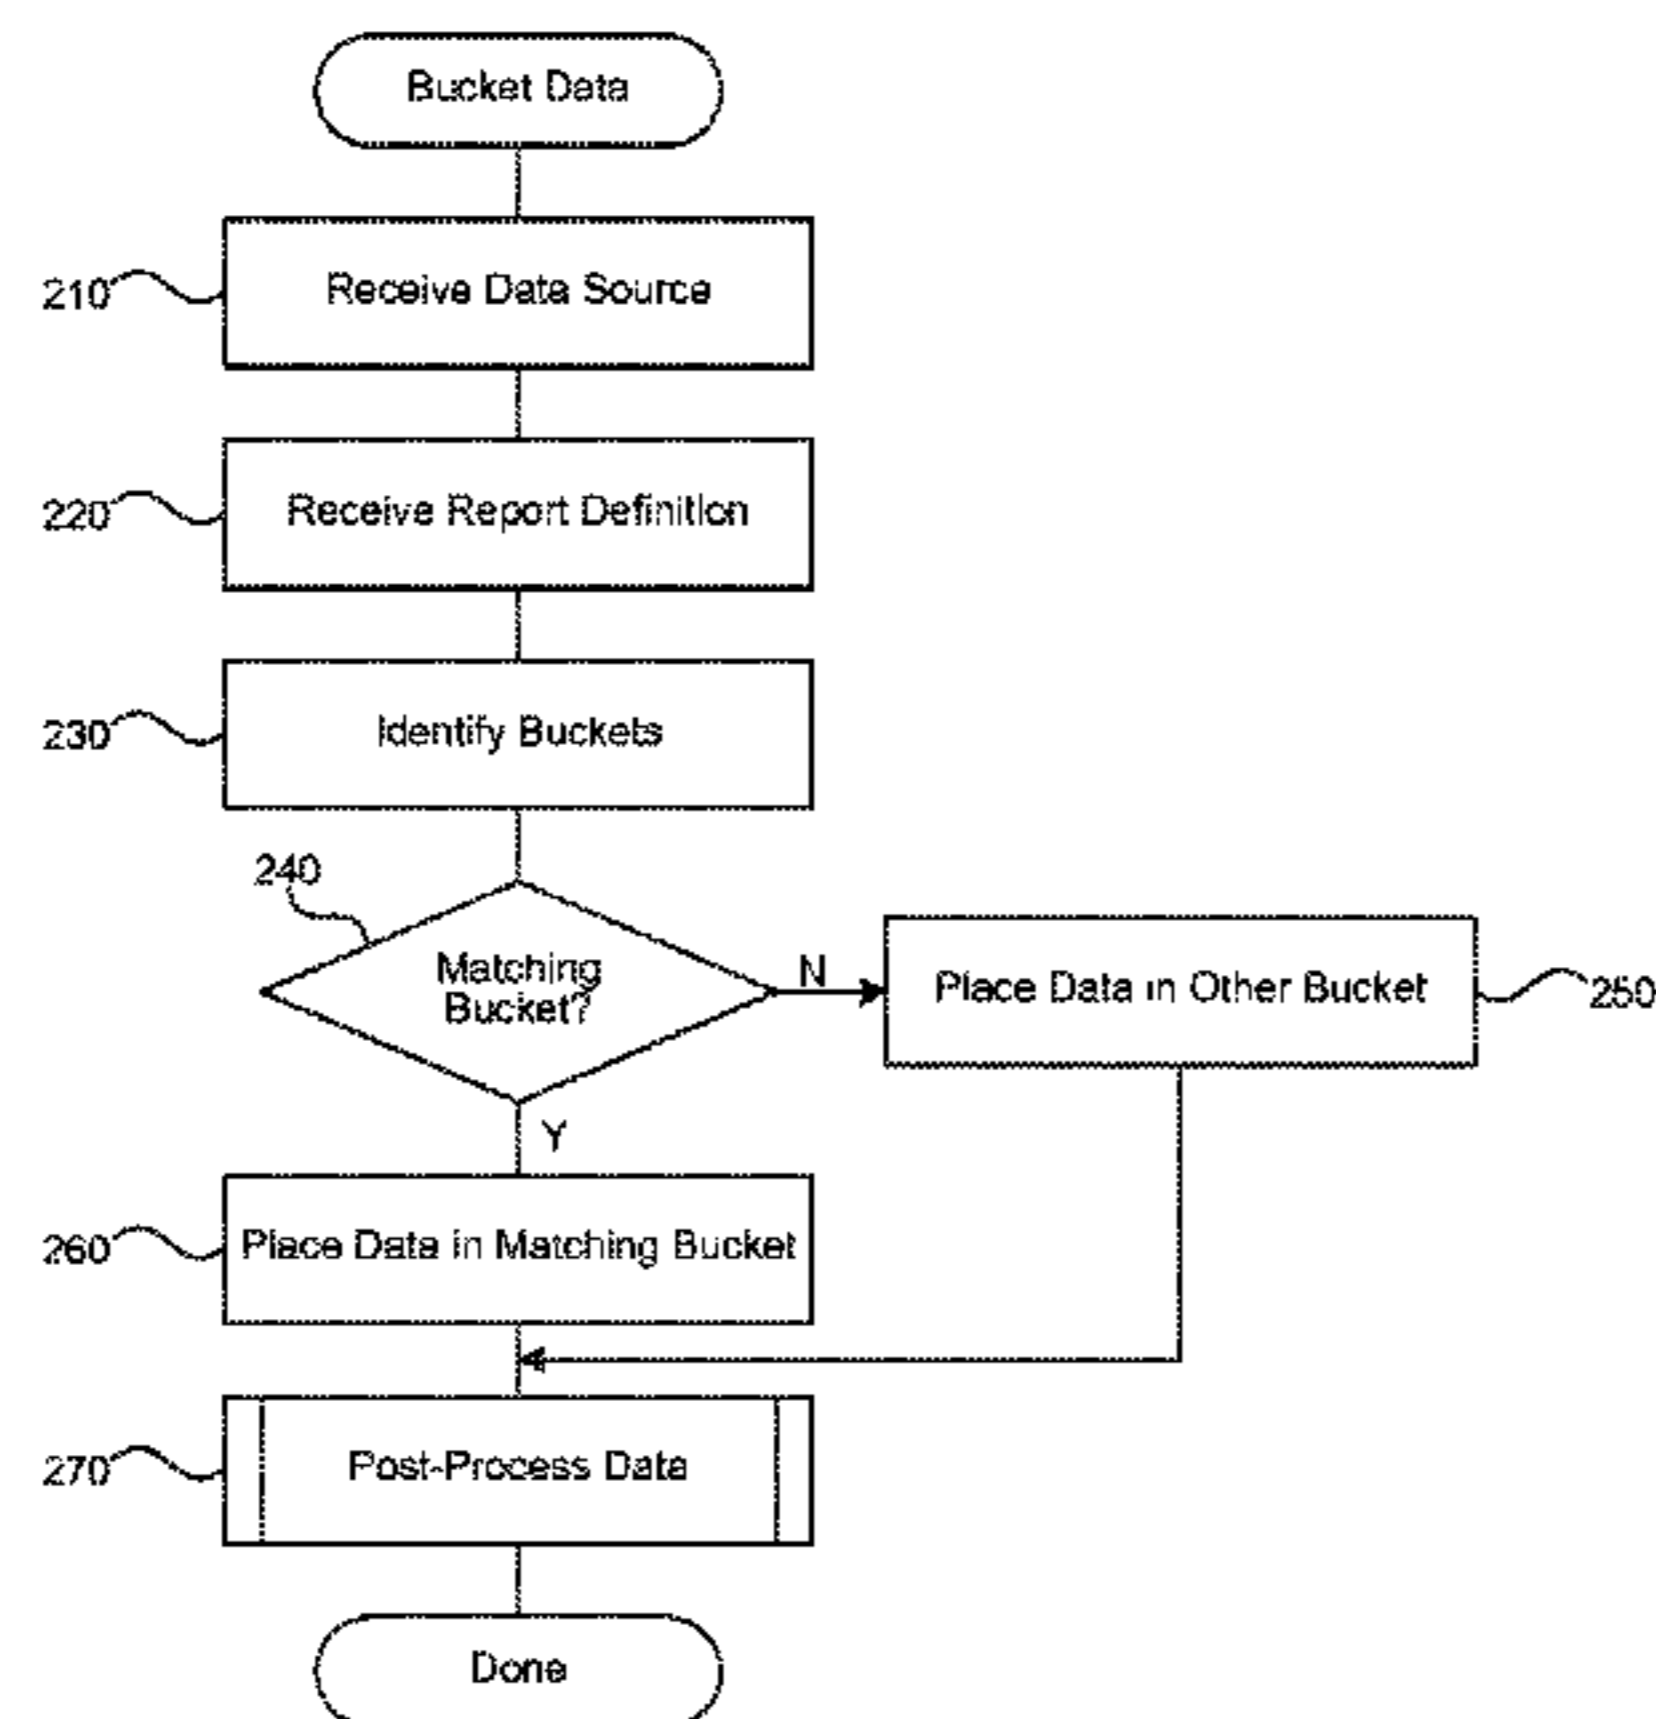 Bucket Data
210
Receive Data Source
220
Receive Report Definition
230
Identify Buckets
240
Matching
Bucket?
N
Place Data in Other Bucket
250
Y
260
Place Data in Matching Bucket
270
Post-Process Data
Done